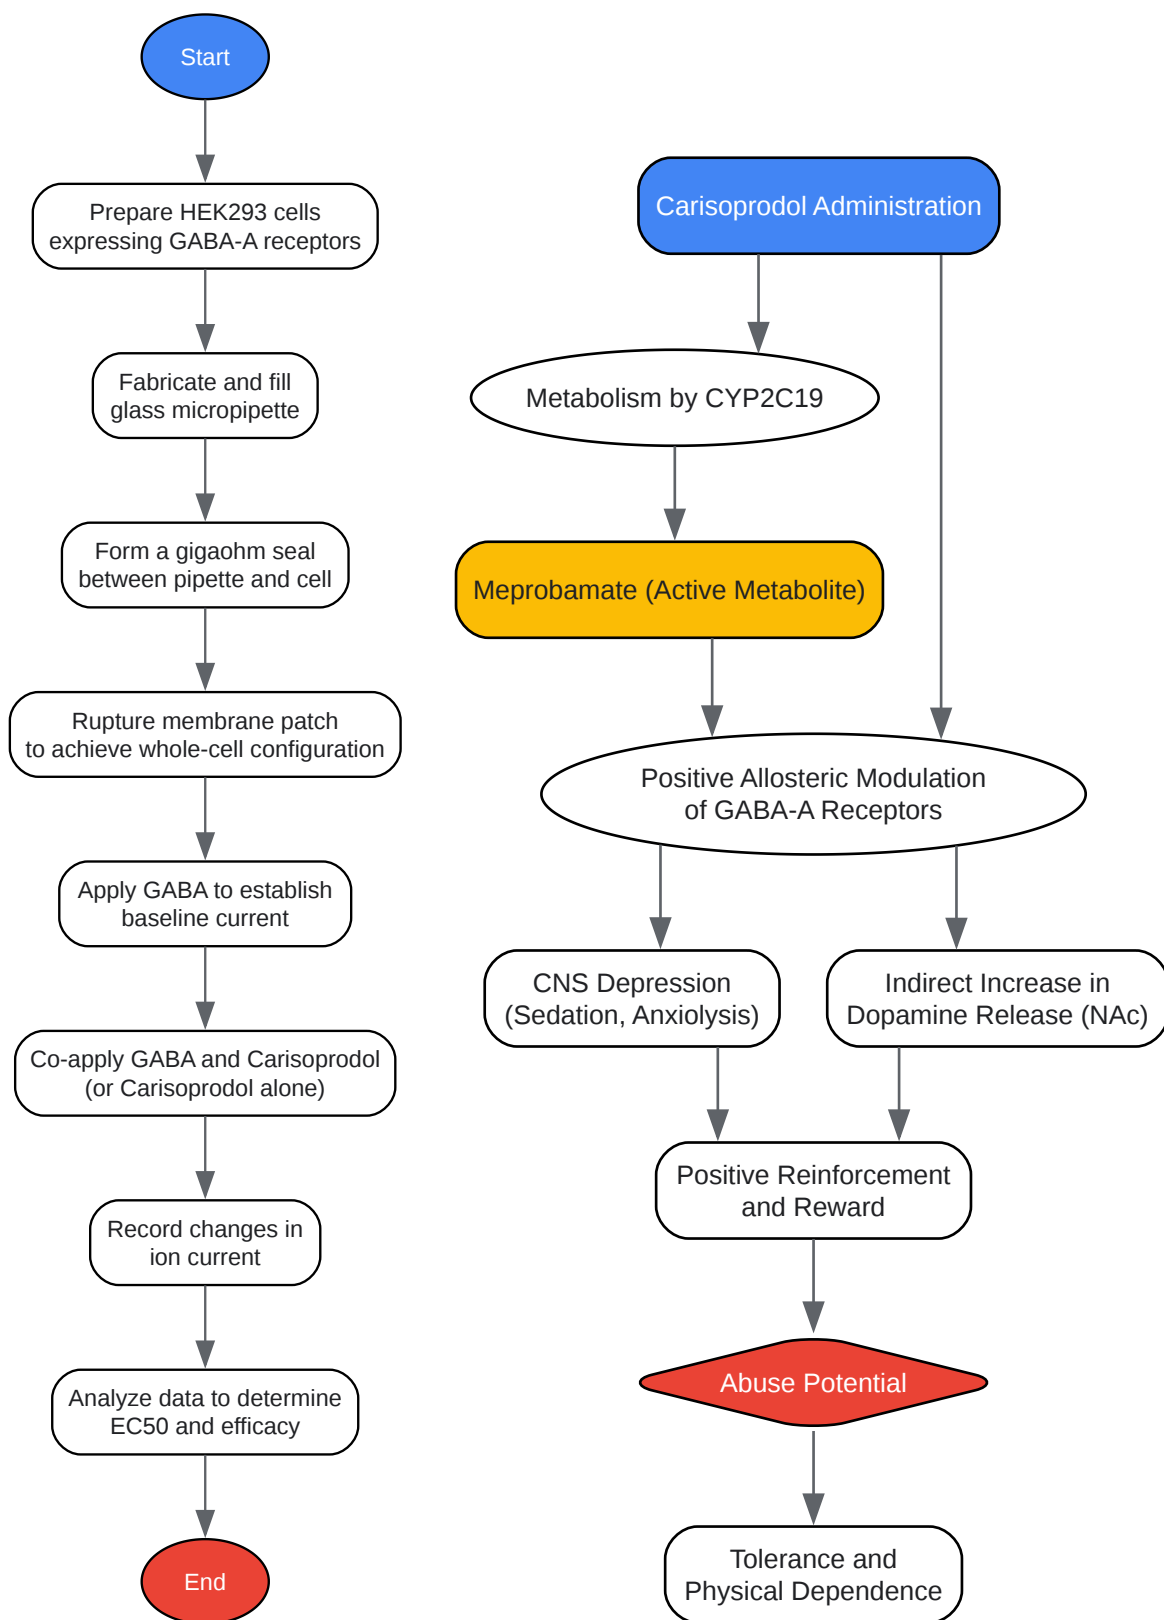 Start
Prepare HEK293 cells
expressing GABA-A receptors
Fabricate and fill
glass micropipette
Form a gigaohm seal
between pipette and cell
Rupture membrane patch
to achieve whole-cell configuration
Apply GABA to establish
baseline current
Co-apply GABA and Carisoprodol
(or Carisoprodol alone)
Record changes in
ion current
Analyze data to determine
EC50 and efficacy
End
Carisoprodol Administration
Metabolism by CYP2C19
Meprobamate (Active Metabolite)
Positive Allosteric Modulation
of GABA-A Receptors
CNS Depression
(Sedation, Anxiolysis)
Indirect Increase in
Dopamine Release (NAc)
Positive Reinforcement
and Reward
Abuse Potential
Tolerance and
Physical Dependence